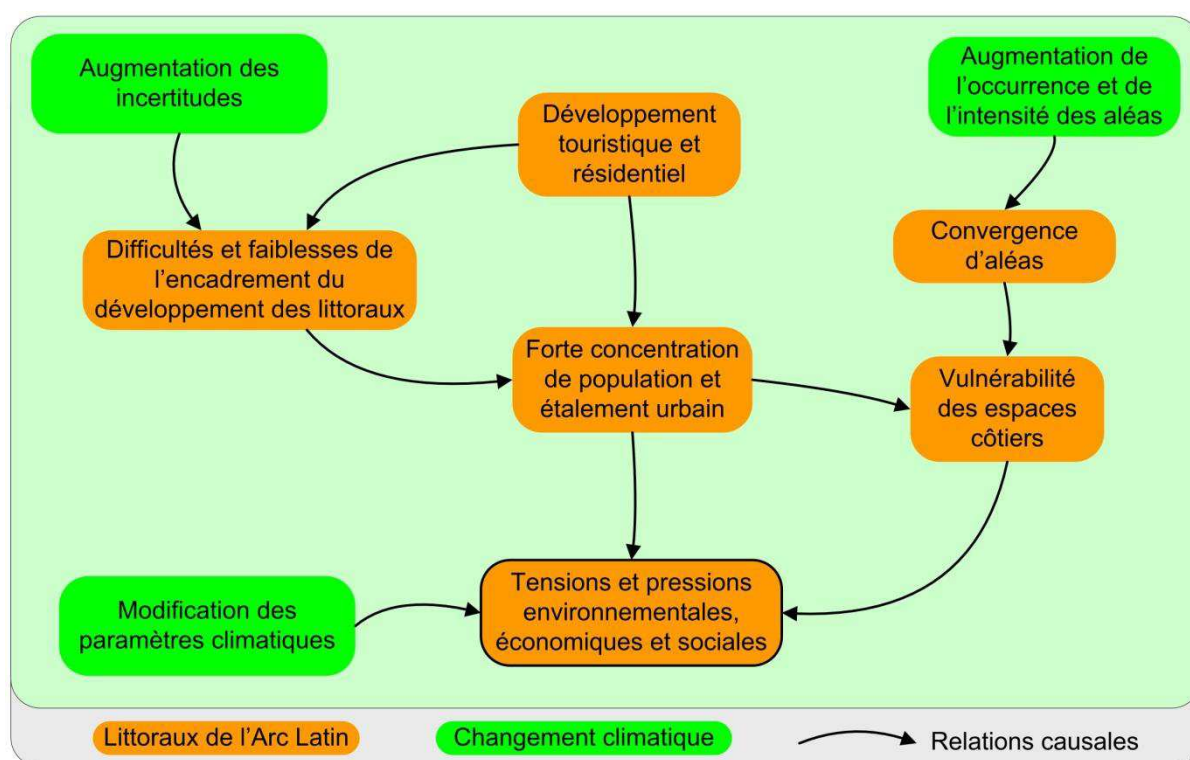 Augmentation des
incertitudes
Développement
touristique et
résidentiel
Augmentation de
l'occurrence et de
l'intensité des aléas
Difficultés et faiblesses de
l'encadrement du
développement des littoraux
Convergence
d'aléas
Forte concentration
de population et
étalement urbain
Vulnérabilité
des espaces
côtiers
Modification des
paramètres climatiques
Tensions et pressions
environnementales,
économiques et sociales
Littoraux de l'Arc Latin
Changement climatique
Relations causales